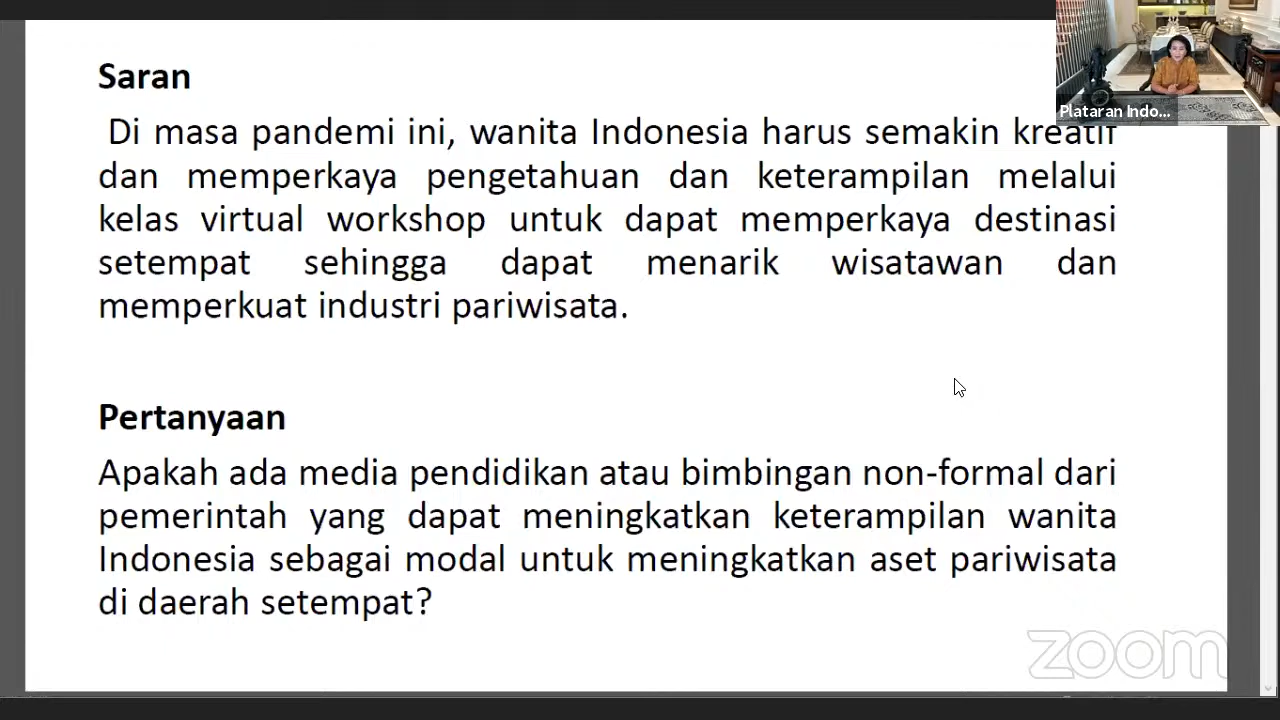 Saran
Di masa pandemi ini, wanita Indonesia harus semakin kreatif
dan memperkaya pengetahuan dan keterampilan melalui
kelas virtual workshop untuk dapat memperkaya destinasi
setempat sehingga dapat menarik wisatawan dan
memperkuat industri pariwisata.
Pertanyaan
Apakah ada media pendidikan atau bimbingan non-formal dari
pemerintah yang dapat meningkatkan keterampilan wanita
Indonesia sebagai modal untuk meningkatkan aset pariwisata
di daerah setempat?
Plataran Indo...
zoom